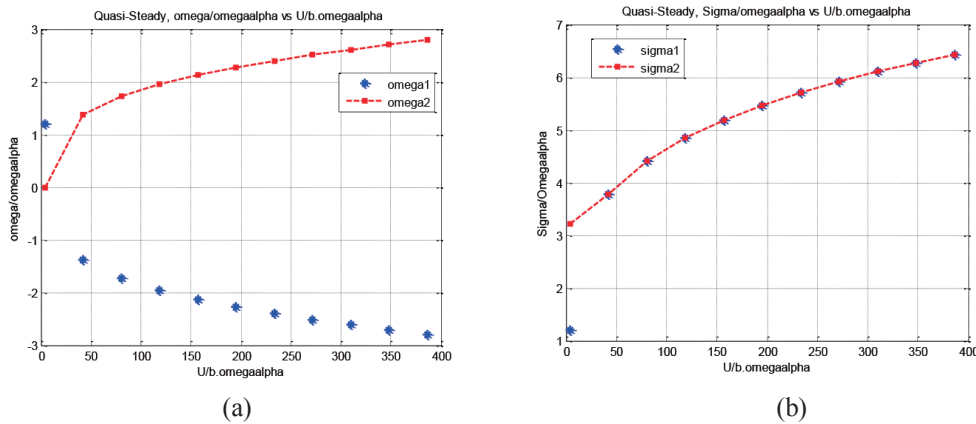 Quasi-Steady, omega/omegaalpha vs U/b.omegaalpha
3
2
1
0
-1
-2
-3
omega/omegaalpha
omega1
omega2
0 50 100 150 200 250 300 350 400
U/b.omegaalpha
(a)
Quasi-Steady, Sigma/omegaalpha vs U/b.omegaalpha
7
6
5
4
3
2
1
Sigma/Omegaalpha
sigma1
sigma2
0 50 100 150 200 250 300 350 400
U/b.omegaalpha
(b)